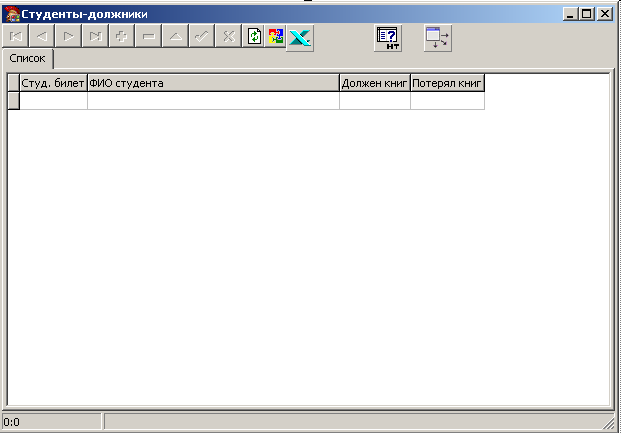 Студенты-должники
НТ
Список
Студ. билет ФИО студента Должен книг Потерял книг
0:0